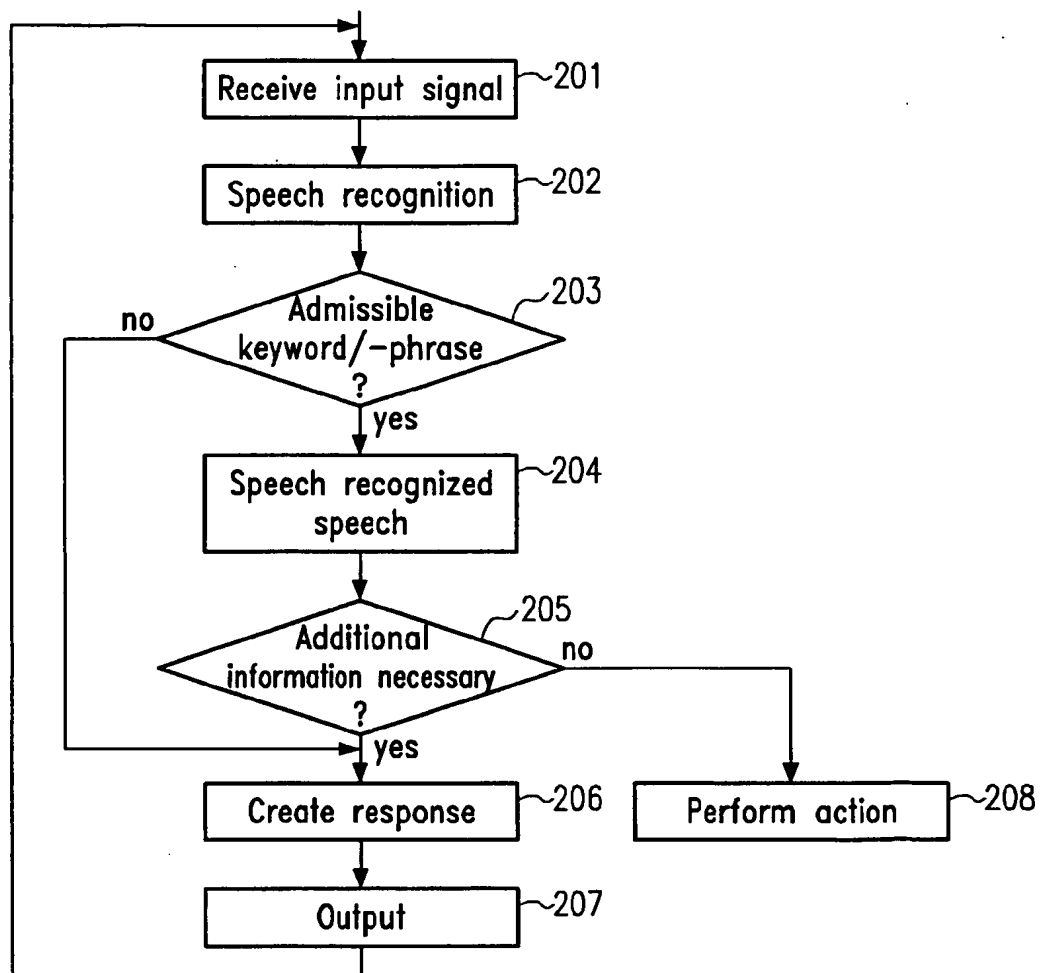 Receive input signal
201
Speech recognition
202
Admissible
keyword/-phrase
?
203
no
yes
Speech recognized
speech
204
Additional
information necessary
?
205
no
yes
Create response
206
Perform action
208
Output
207